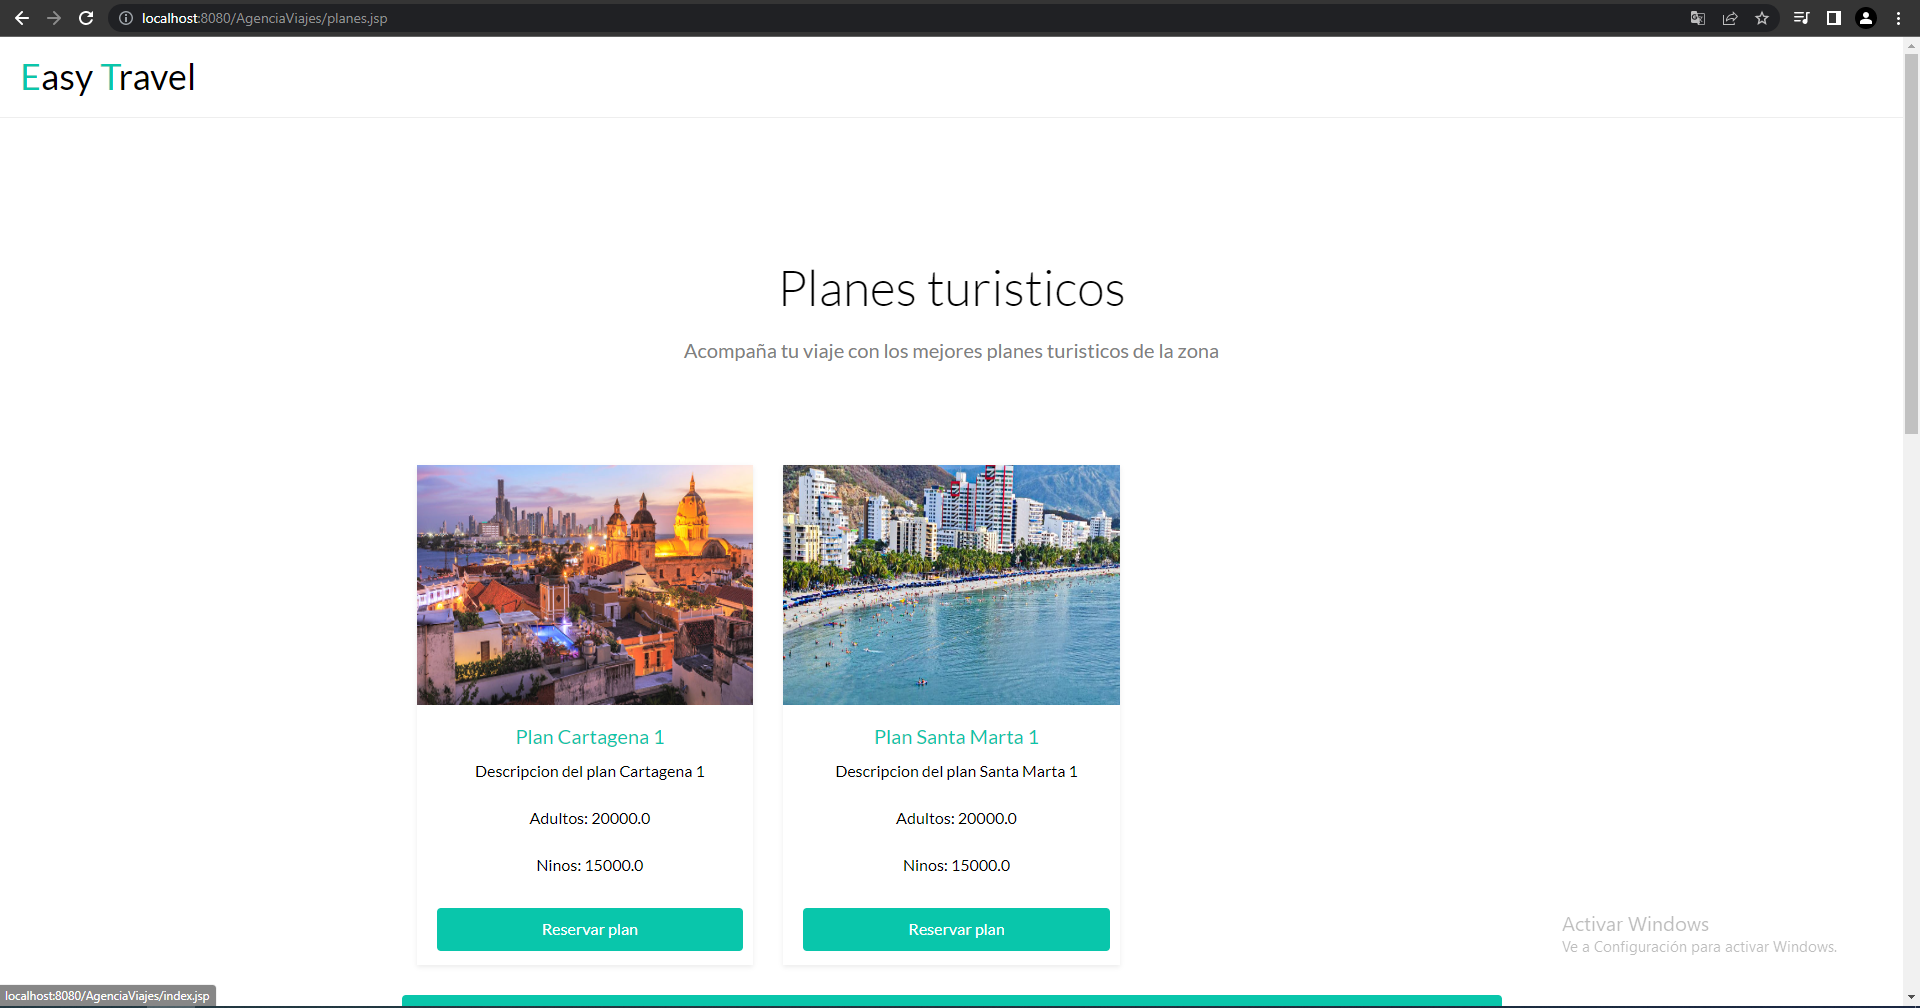 localhost:8080/AgenciaViajes/planes.jsp
Easy Travel
Planes turisticos
Acompaña tu viaje con los mejores planes turisticos de la zona
Plan Cartagena 1
Descripcion del plan Cartagena 1
Adultos: 20000.0
Ninos: 15000.0
Reservar plan
Plan Santa Marta 1
Descripcion del plan Santa Marta 1
Adultos: 20000.0
Ninos: 15000.0
Reservar plan
Activar Windows
Ve a Configuración para activar Windows.
localhost:8080/AgenciaViajes/index.jsp